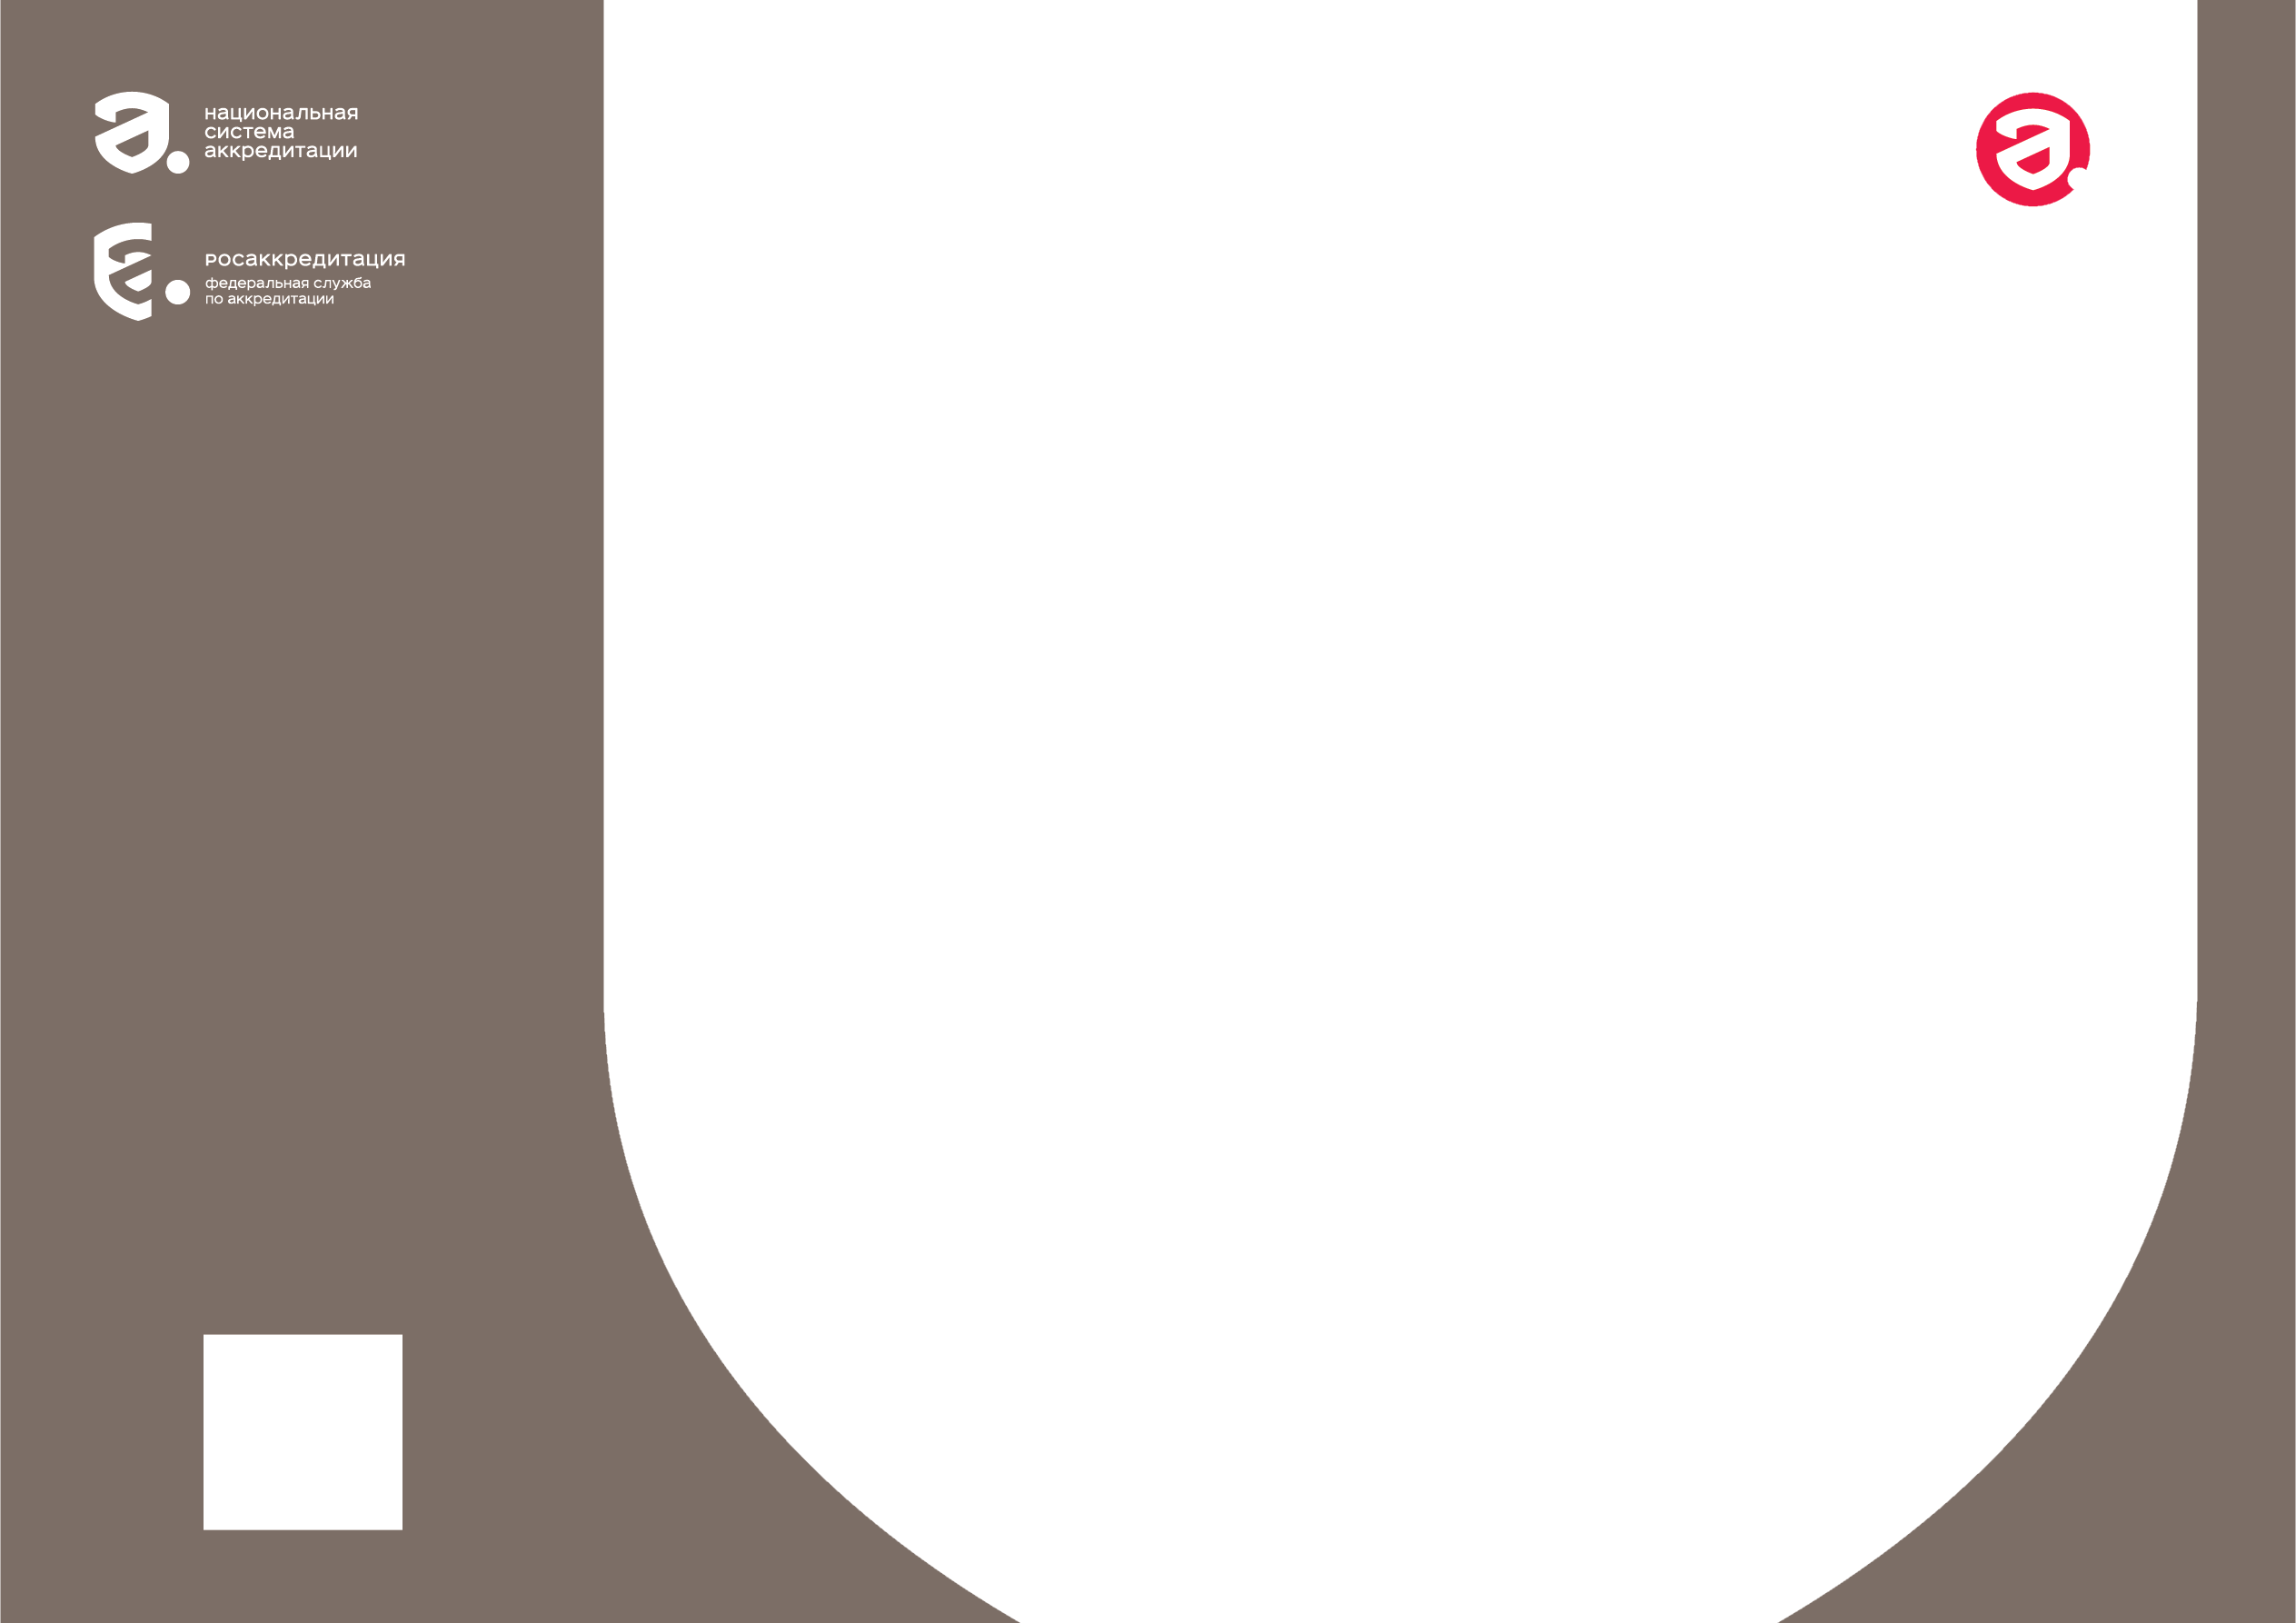 национальная
система
аккредитации
росаккредитация
федеральная служба
по аккредитации